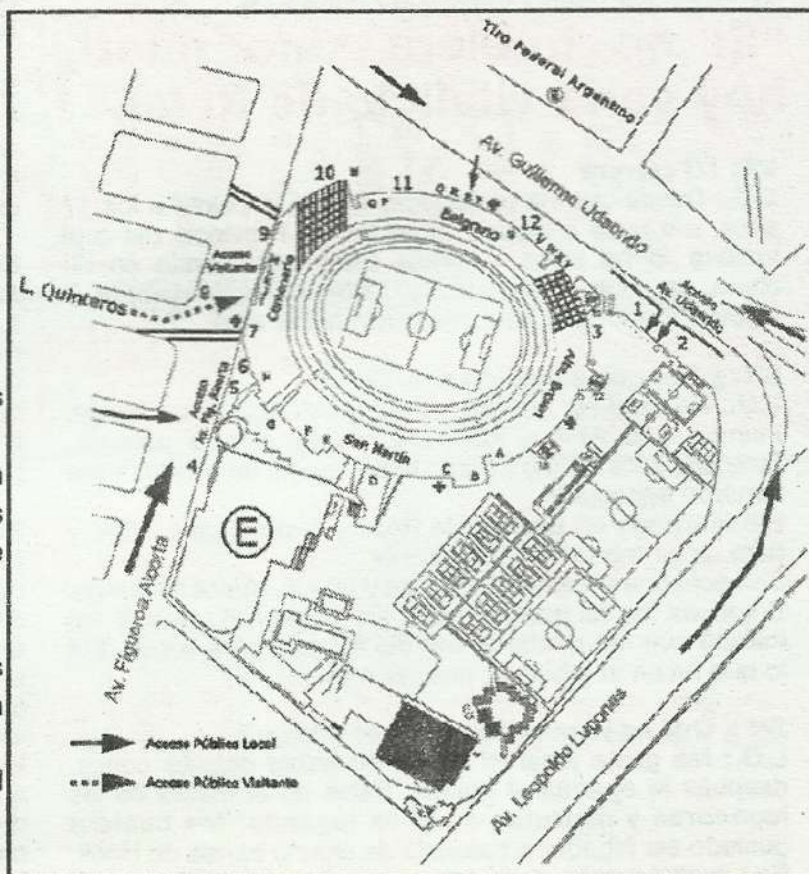 Tiro Federal Argentino
Av. Guillermo Udaondo
10
11
Q P
12
Belgrano
9
Acceso
Visitante
Centenario
8
L. Quinteros
7
Acceso
Av. Udaondo
1
2
3
Alte. Brown
6
5
Acceso
Av. Fig. Alcorta
H
G
F
E
San Martín
D
C
B
A
4
E
Av. Figueroa Alcorta
Av. Leopoldo Lugones
Acceso Público Local
Acceso Público Visitante